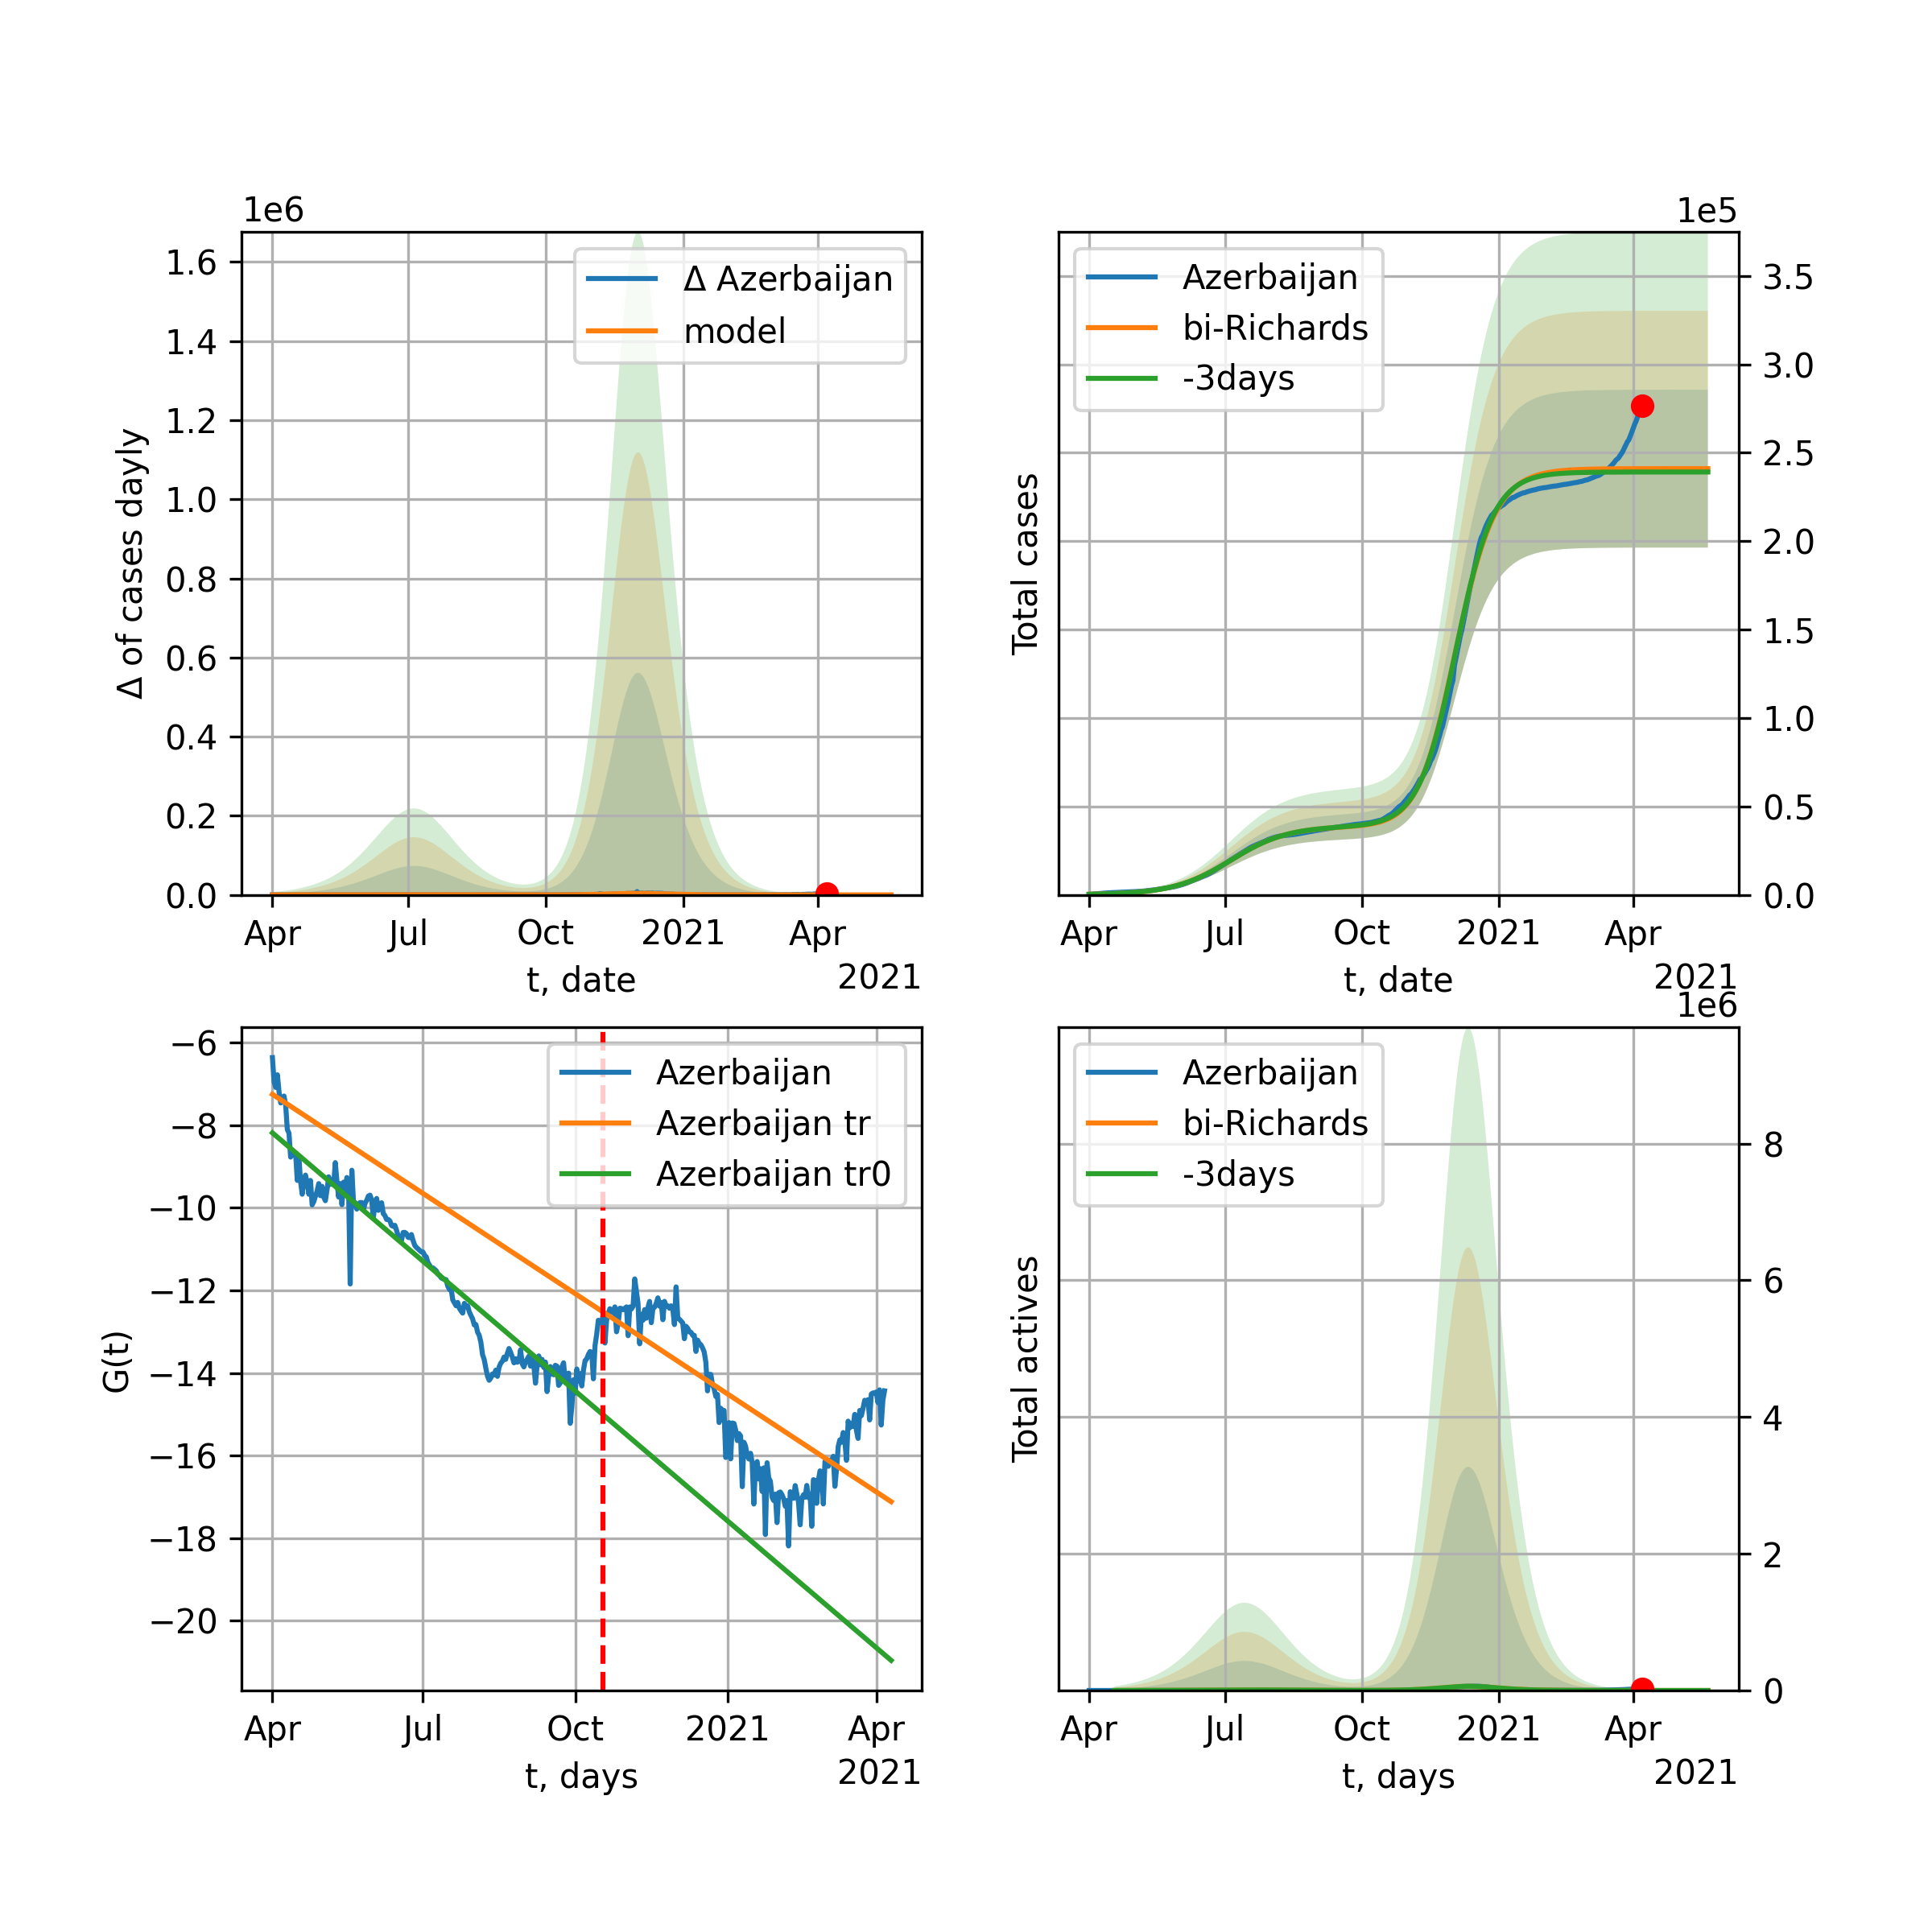 1e6
1.6
1.4
1.2
1.0
0.8
0.6
0.4
0.2
0.0
Δ of cases dayly
Δ Azerbaijan
model
Apr
Jul
Oct
2021
Apr
t, date
2021
1e5
Azerbaijan
bi-Richards
-3days
Total cases
3.5
3.0
2.5
2.0
1.5
1.0
0.5
0.0
Apr
Jul
Oct
2021
Apr
t, date
2021
−6
−8
−10
−12
−14
−16
−18
−20
G(t)
Azerbaijan
Azerbaijan tr
Azerbaijan tr0
Apr
Jul
Oct
2021
Apr
t, days
2021
1e6
Azerbaijan
bi-Richards
-3days
Total actives
8
6
4
2
0
Apr
Jul
Oct
2021
Apr
t, days
2021